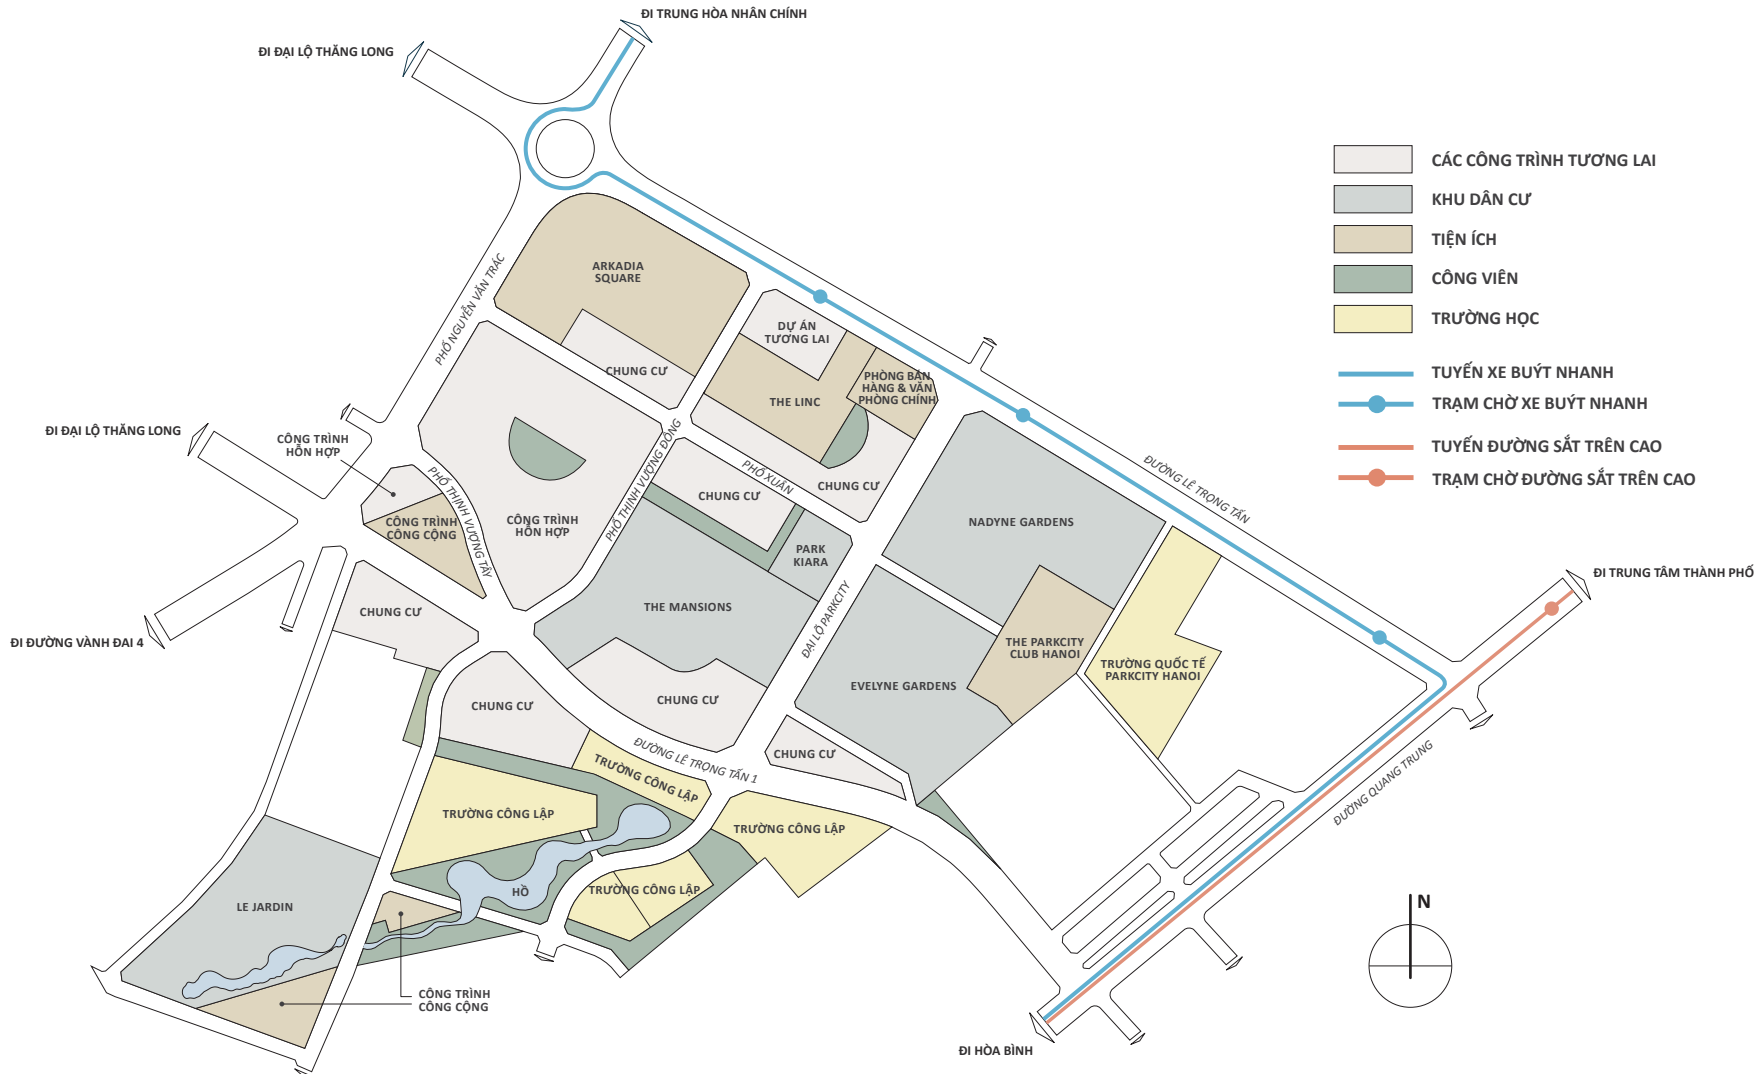 ĐI TRUNG HÒA NHÂN CHÍNH
ĐI ĐẠI LỘ THĂNG LONG
CÁC CÔNG TRÌNH TƯƠNG LAI
KHU DÂN CƯ
TIỆN ÍCH
CÔNG VIÊN
TRƯỜNG HỌC
TUYẾN XE BUÝT NHANH
TRẠM CHỜ XE BUÝT NHANH
TUYẾN ĐƯỜNG SẮT TRÊN CAO
TRẠM CHỜ ĐƯỜNG SẮT TRÊN CAO
ARKADIA
SQUARE
PHỐ NGUYỄN VĂN TRÁC
DỰ ÁN
TƯƠNG LAI
CHUNG CƯ
PHÒNG BÁN
HÀNG & VĂN
PHÒNG CHÍNH
THE LINC
ĐI ĐẠI LỘ THĂNG LONG
CÔNG TRÌNH
HỖN HỢP
PHỐ THỊNH VƯỢNG TÂY
PHỐ THỊNH VƯỢNG ĐÔNG
PHỐ XUÂN
CHUNG CƯ
CHUNG CƯ
ĐƯỜNG LÊ TRỌNG TẤN
CÔNG TRÌNH
CÔNG CỘNG
CÔNG TRÌNH
HỖN HỢP
NADYNE GARDENS
PARK
KIARA
ĐI TRUNG TÂM THÀNH PHỐ
CHUNG CƯ
THE MANSIONS
ĐẠI LỘ PARKCITY
ĐI ĐƯỜNG VÀNH ĐAI 4
THE PARKCITY
CLUB HANOI
TRƯỜNG QUỐC TẾ
PARKCITY HANOI
EVELYNE GARDENS
CHUNG CƯ
CHUNG CƯ
ĐƯỜNG LÊ TRỌNG TẤN 1
CHUNG CƯ
TRƯỜNG CÔNG LẬP
ĐƯỜNG QUANG TRUNG
TRƯỜNG CÔNG LẬP
TRƯỜNG CÔNG LẬP
HỒ
TRƯỜNG CÔNG LẬP
LE JARDIN
N
CÔNG TRÌNH
CÔNG CỘNG
ĐI HÒA BÌNH